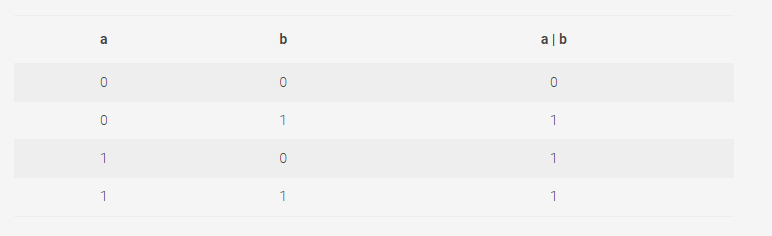 a b a | b
0 0 0
0 1 1
1 0 1
1 1 1